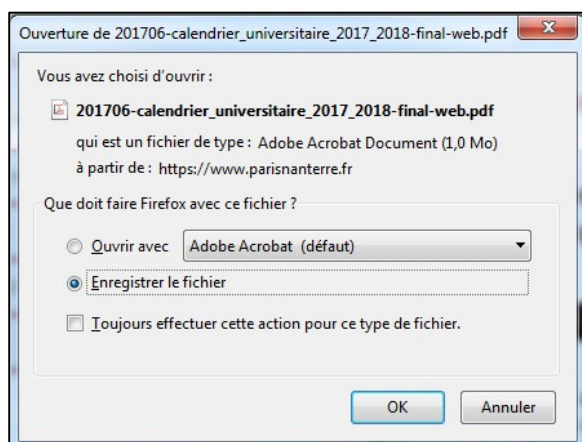 Ouverture de 201706-calendrier_universitaire_2017_2018-final-web.pdf
Vous avez choisi d'ouvrir :
201706-calendrier_universitaire_2017_2018-final-web.pdf
qui est un fichier de type : Adobe Acrobat Document (1,0 Mo)
à partir de : https://www.parisnanterre.fr
Que doit faire Firefox avec ce fichier ?
Ouvrir avec Adobe Acrobat (défaut)
Enregistrer le fichier
Toujours effectuer cette action pour ce type de fichier.
OK Annuler